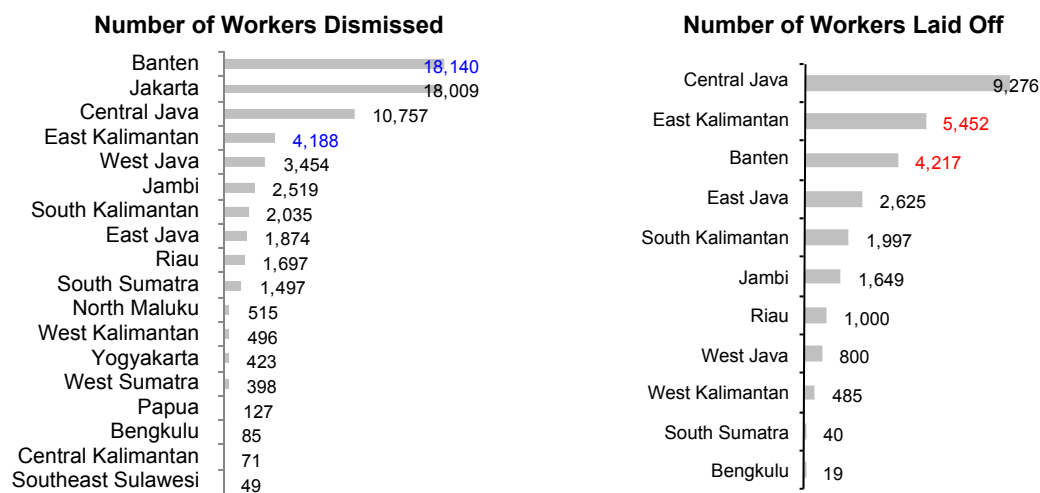 Number of Workers Dismissed
Banten 18,140
Jakarta 18,009
Central Java 10,757
East Kalimantan 4,188
West Java 3,454
Jambi 2,519
South Kalimantan 2,035
East Java 1,874
Riau 1,697
South Sumatra 1,497
North Maluku 515
West Kalimantan 496
Yogyakarta 423
West Sumatra 398
Papua 127
Bengkulu 85
Central Kalimantan 71
Southeast Sulawesi 49
Number of Workers Laid Off
Central Java 9,276
East Kalimantan 5,452
Banten 4,217
East Java 2,625
South Kalimantan 1,997
Jambi 1,649
Riau 1,000
West Java 800
West Kalimantan 485
South Sumatra 40
Bengkulu 19